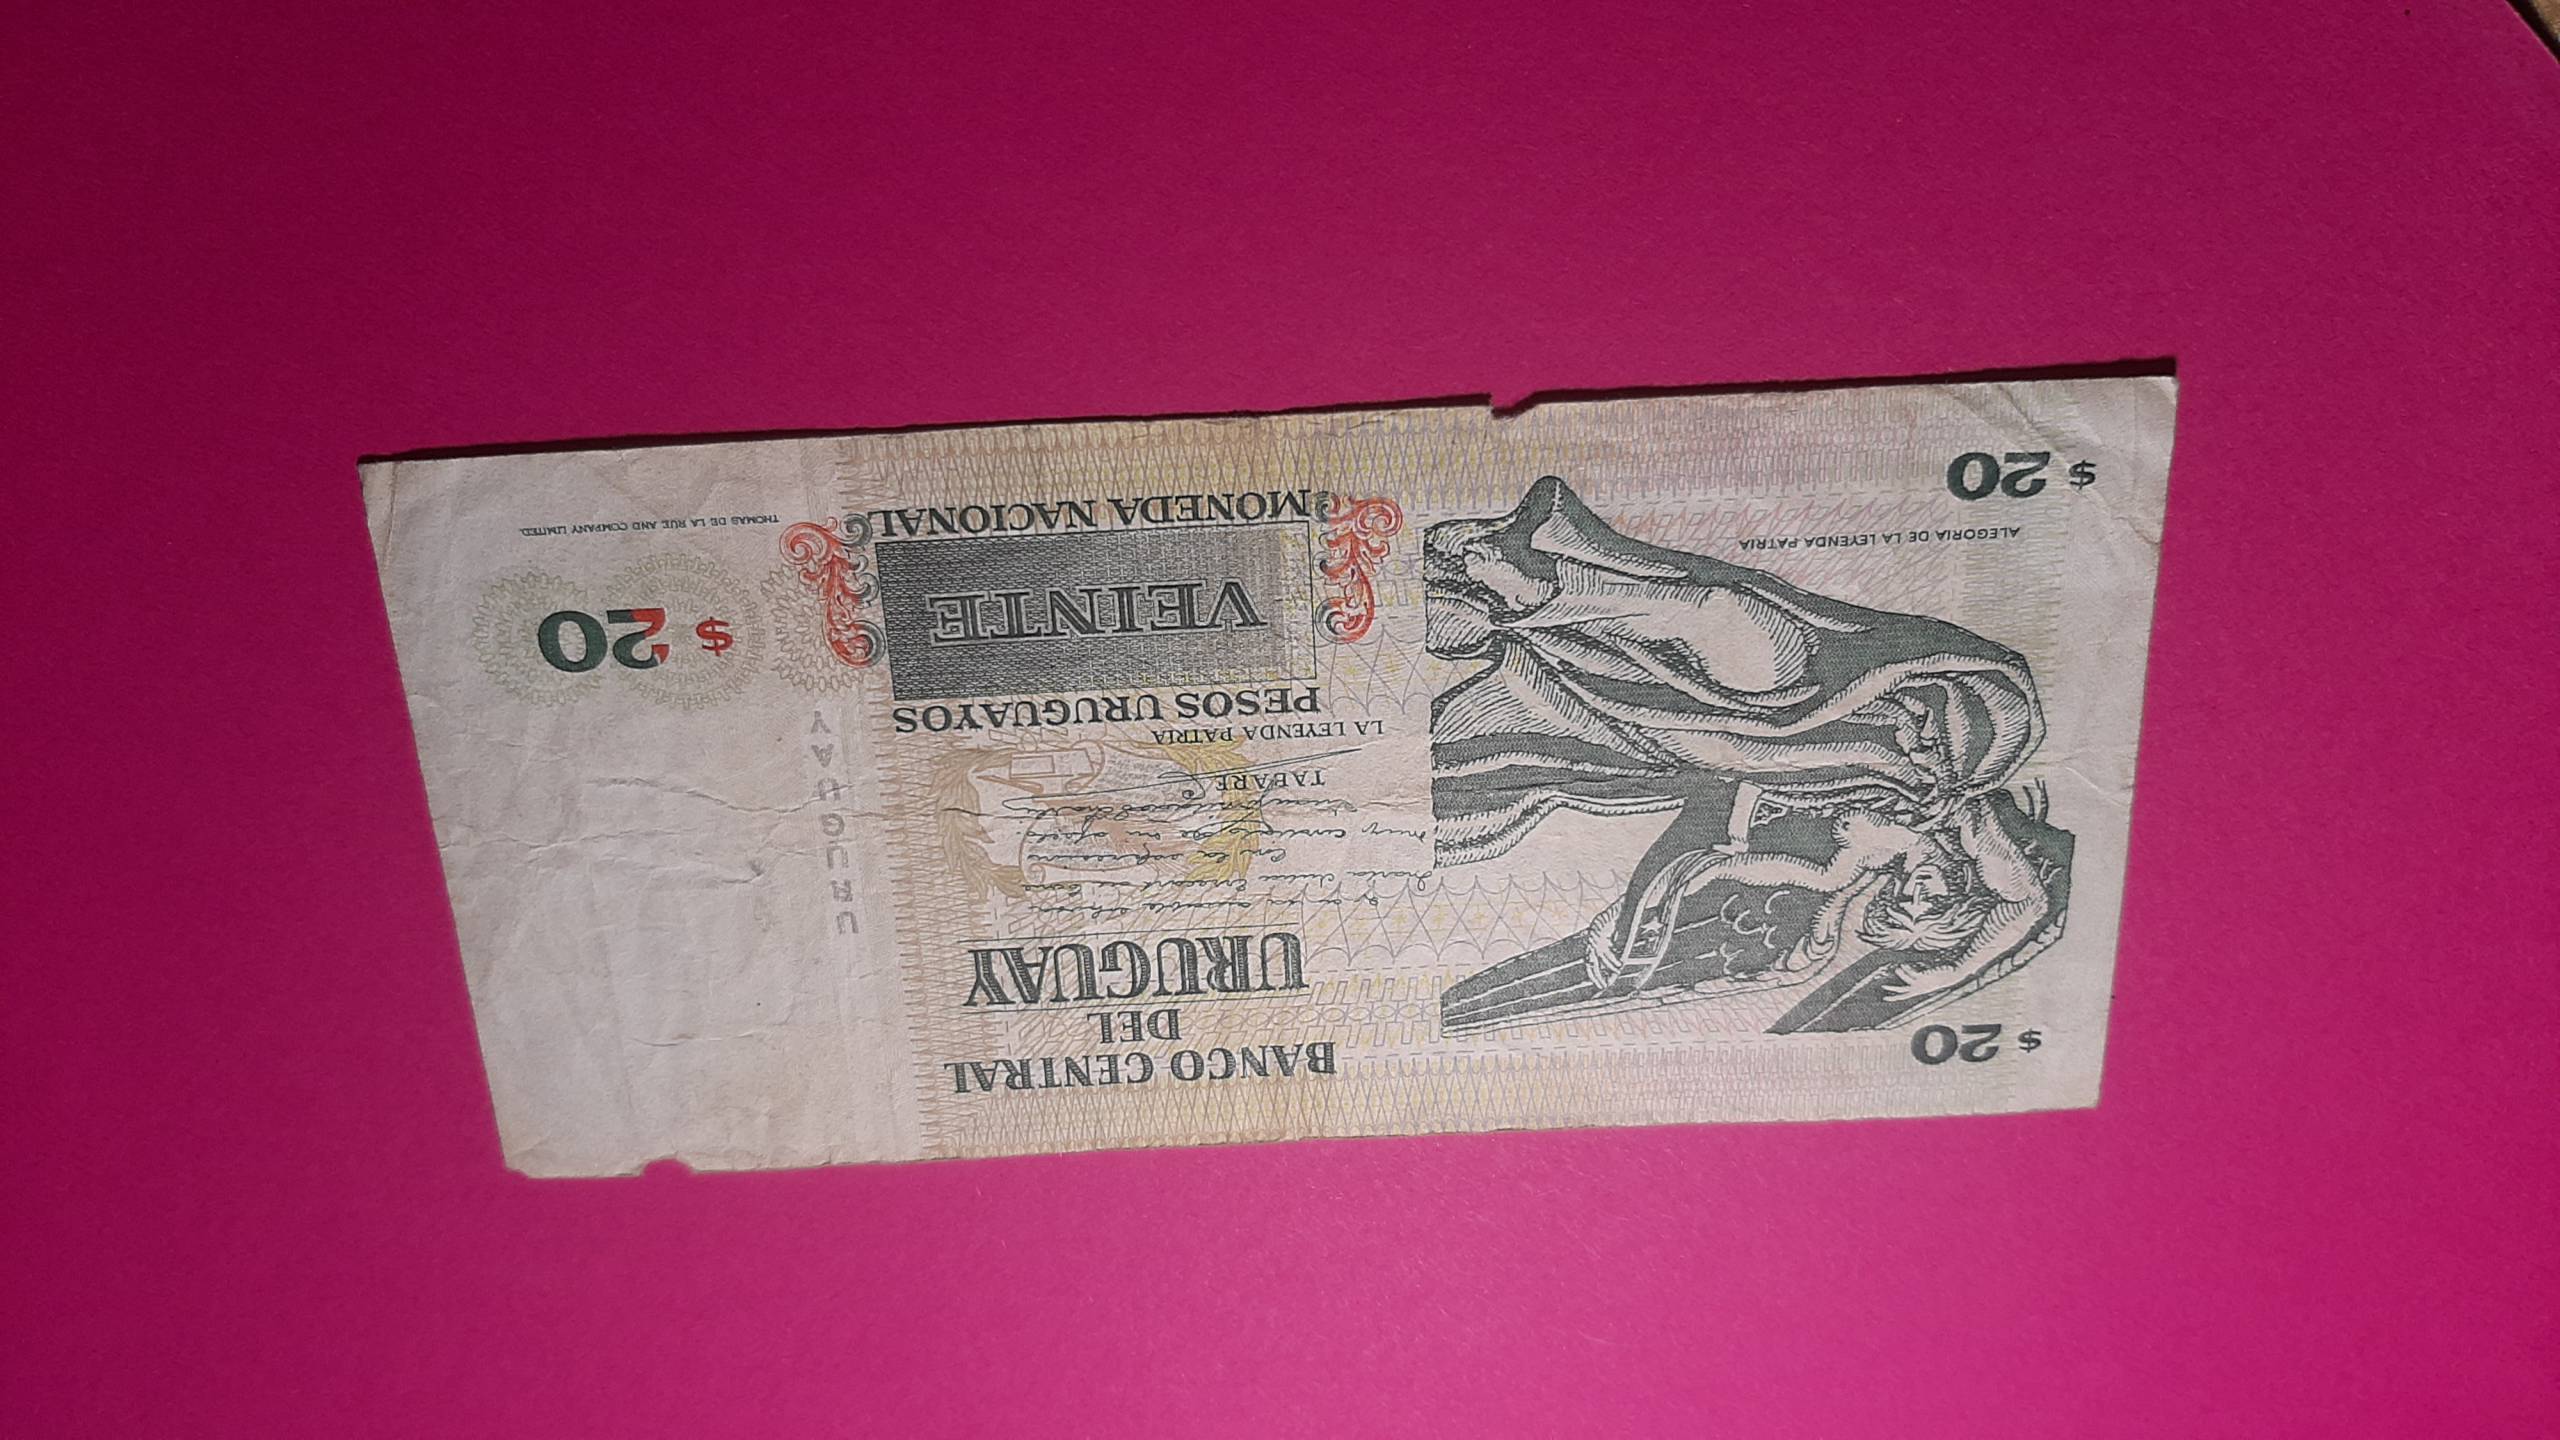 $ 20
BANCO CENTRAL
DEL
URUGUAY
TABARE
LA LEYENDA PATRIA
PESOS URUGUAYOS
VEINTE
MONEDA NACIONAL
URUGUAY
$ 20
THOMAS DE LA RUE AND COMPANY LIMITED.
ALEGORIA DE LA LEYENDA PATRIA
$ 20